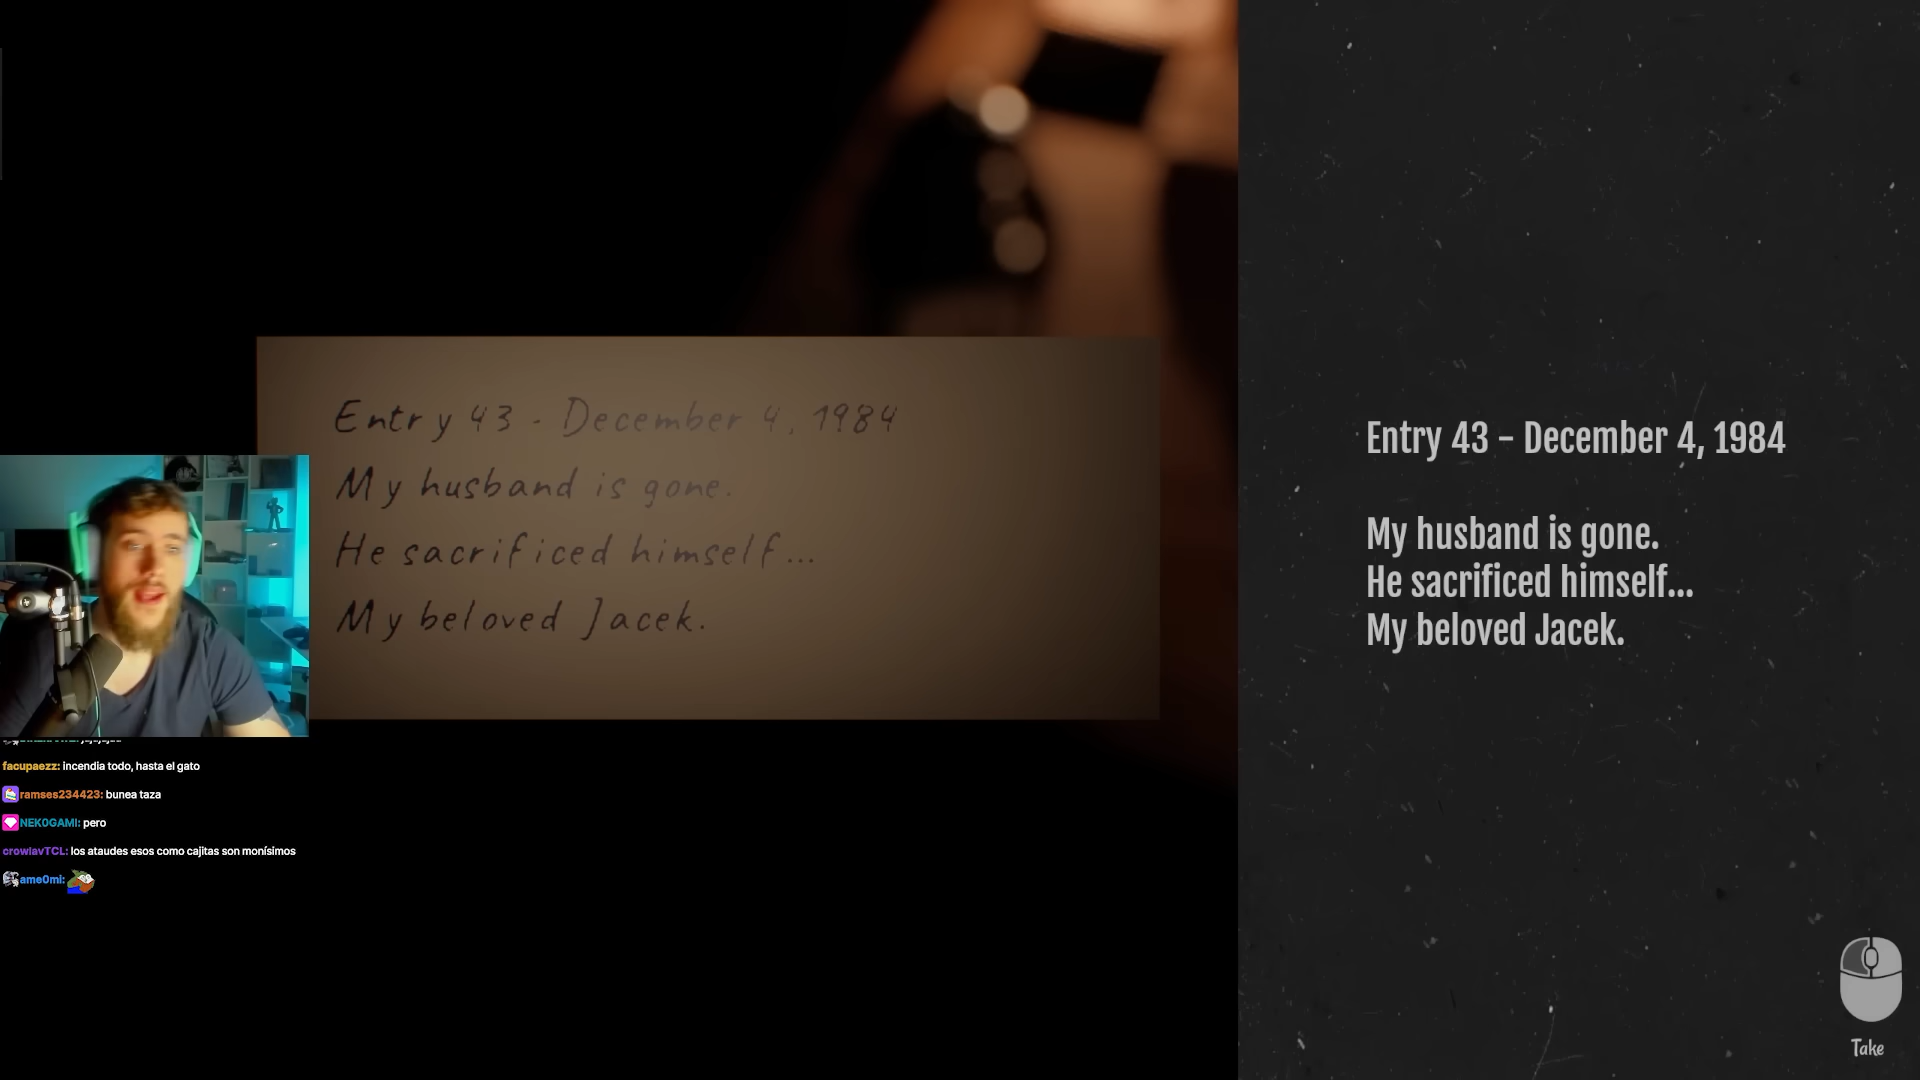 Entry 43 - December 4, 1984
My husband is gone.
He sacrificed himself...
My beloved Jacek.
Entry 43 - December 4, 1984
My husband is gone.
He sacrificed himself...
My beloved Jacek.
facupaezz: incendia todo, hasta el gato
ramses234423: bunea taza
NEK0GAMI: pero
crowlavTCL: los ataudes esos como cajitas son monísimos
ame0mi:
Take